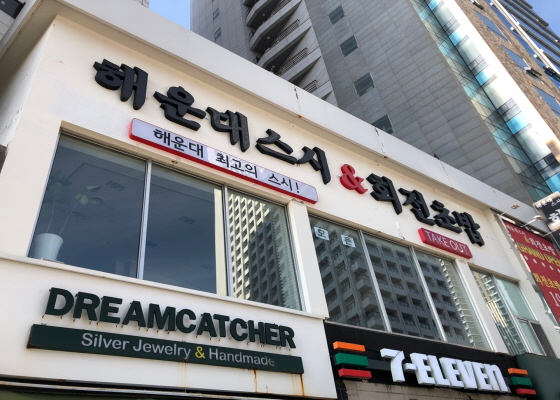 해운대스시&회전초밥
해운대 최고의 스시!
TAKE OUT
DREAMCATCHER
Silver Jewelry & Handmade
7-ELEVEn